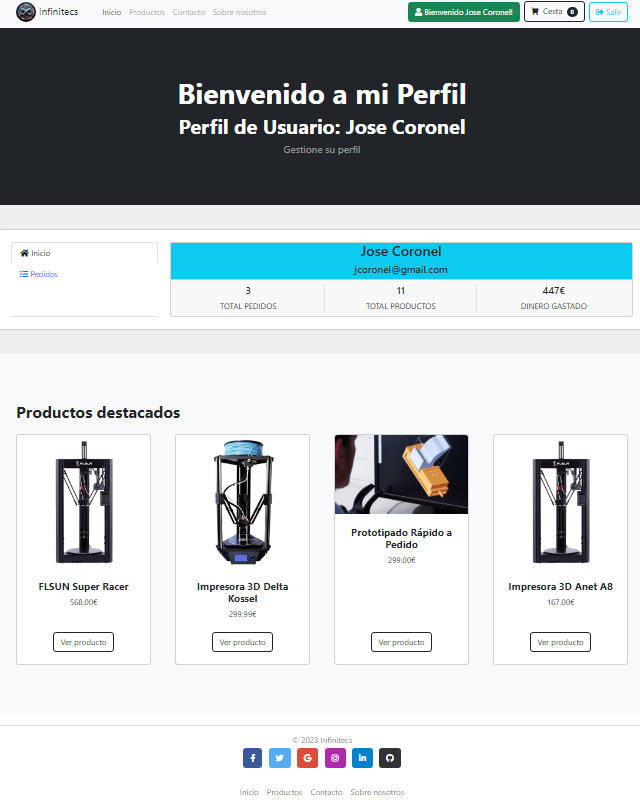 Infinitecs
Inicio Productos Contacto Sobre nosotros
Bienvenido Jose Coronel! Cesta 0 Salir
Bienvenido a mi Perfil
Perfil de Usuario: Jose Coronel
Gestione su perfil
Inicio
Pedidos
Jose Coronel
jcoronel@gmail.com
3 11 447€
TOTAL PEDIDOS TOTAL PRODUCTOS DINERO GASTADO
Productos destacados
FLSUN Super Racer
568.00€
Ver producto
Impresora 3D Delta
Kossel
299.99€
Ver producto
Prototipado Rápido a
Pedido
299.00€
Ver producto
Impresora 3D Anet A8
167.00€
Ver producto
© 2023 Infinitecs
Inicio Productos Contacto Sobre nosotros